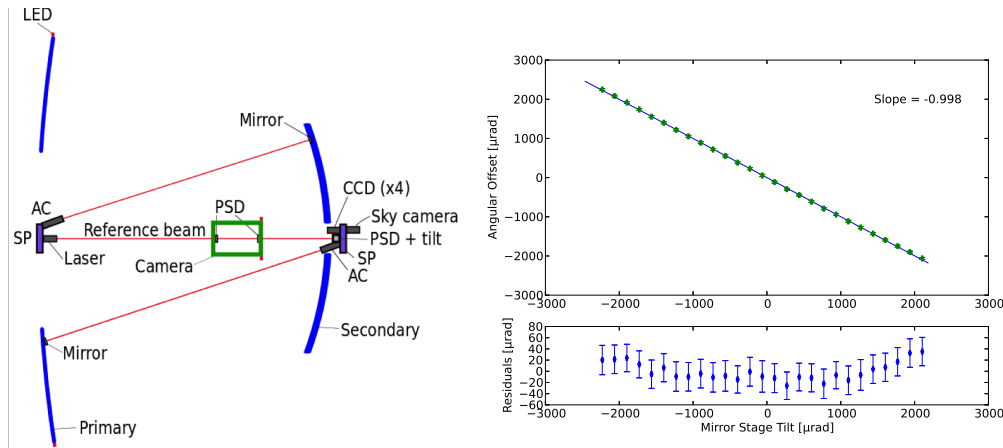 LED
Mirror
AC
SP
Laser
Reference beam
PSD
Camera
CCD (x4)
Sky camera
PSD + tilt
SP
AC
Secondary
Mirror
Primary
3000
2000
1000
0
−1000
−2000
−3000
Angular Offset [μrad]
Slope = -0.998
−3000 −2000 −1000 0 1000 2000 3000
80
60
40
20
0
−20
−40
−60
Residuals [μrad]
−3000 −2000 −1000 0 1000 2000 3000
Mirror Stage Tilt [μrad]